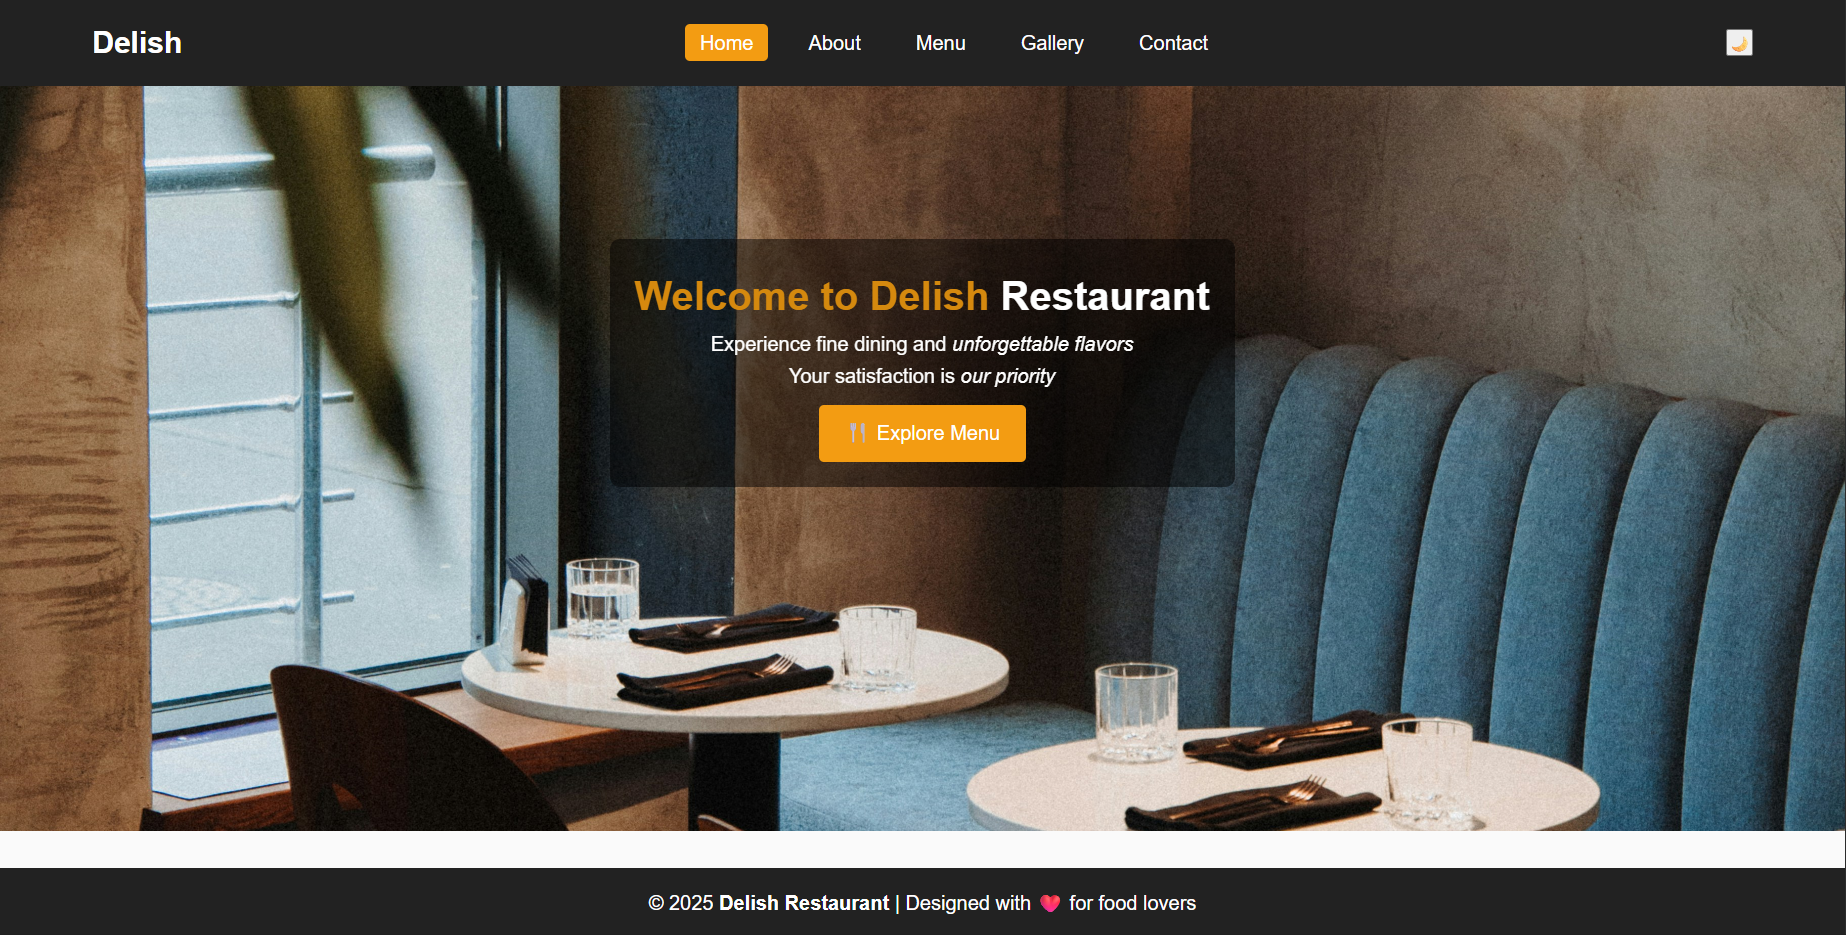 Delish
Home
About
Menu
Gallery
Contact
Welcome to Delish Restaurant
Experience fine dining and unforgettable flavors
Your satisfaction is our priority
🍴 Explore Menu
© 2025 Delish Restaurant | Designed with ❤️ for food lovers